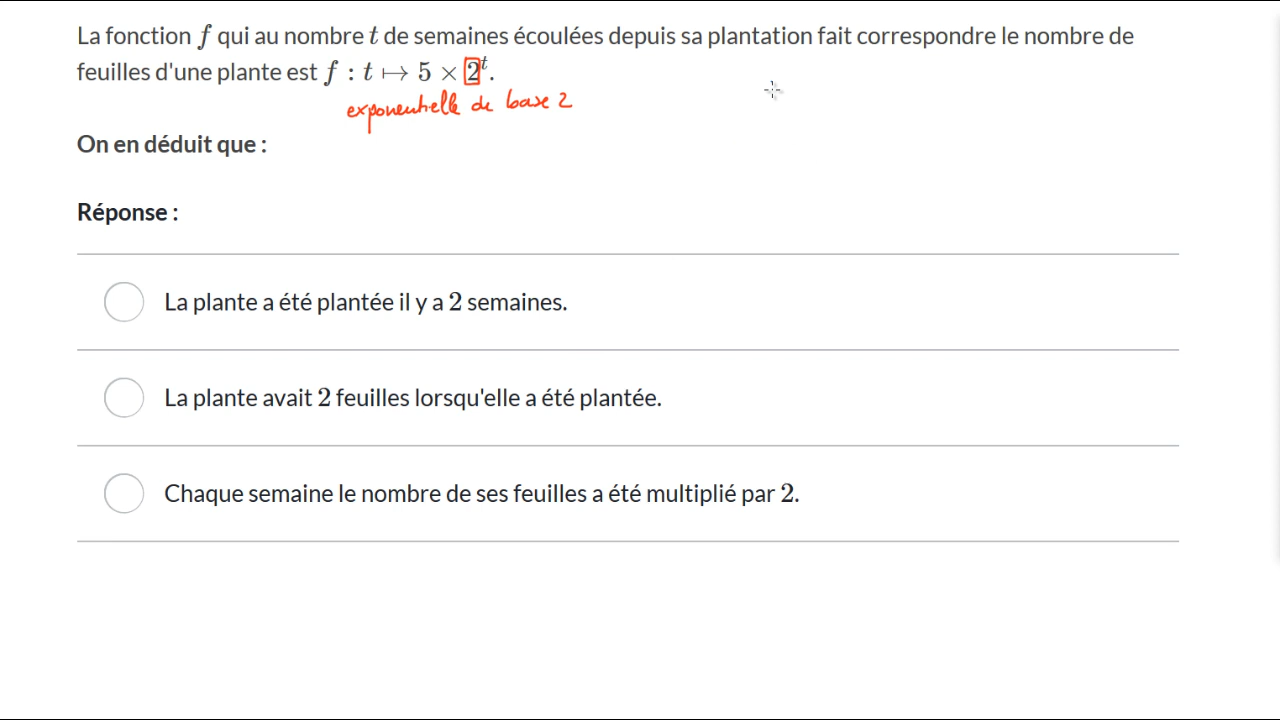 La fonction f qui au nombre t de semaines écoulées depuis sa plantation fait correspondre le nombre de
feuilles d'une plante est f : t ↦ 5 × 2^t.
exponentielle de base 2
On en déduit que :
Réponse :
La plante a été plantée il y a 2 semaines.
La plante avait 2 feuilles lorsqu'elle a été plantée.
Chaque semaine le nombre de ses feuilles a été multiplié par 2.